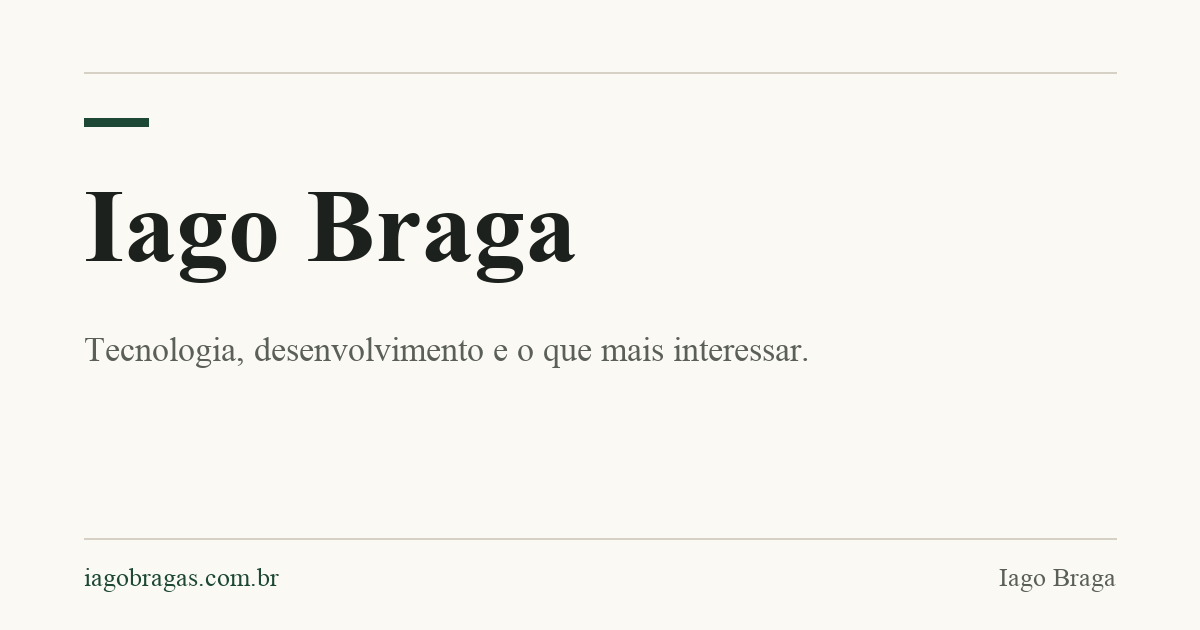 Iago Braga
Tecnologia, desenvolvimento e o que mais interessar.
iagobragas.com.br
Iago Braga